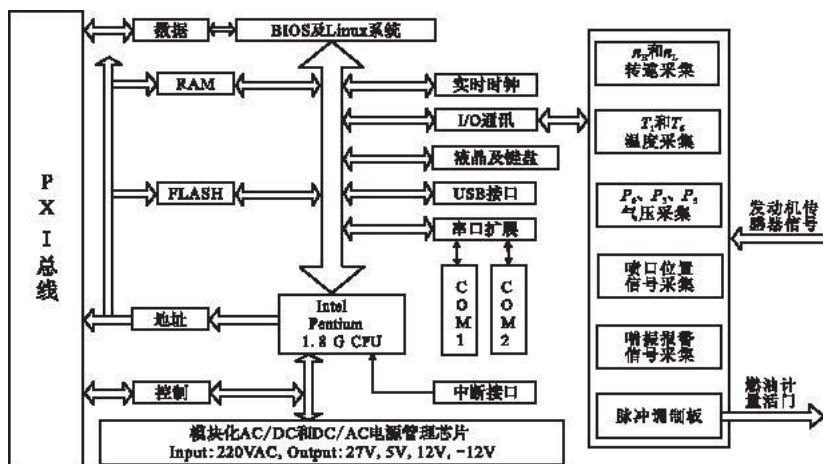 PXI总线
数据
BIOS及Linux系统
RAM
实时时钟
I/O通讯
液晶及键盘
FLASH
USB接口
串口扩展
COM1
COM2
地址
Intel
Pentium
1.8 G CPU
控制
中断接口
模块化AC/DC和DC/AC电源管理芯片
Input: 220VAC, Output: 27V, 5V, 12V, -12V
转速采集
温度采集
气压采集
喷口位置
信号采集
喘振报警
信号采集
脉冲调制板
发动机传
感器信号
燃油计
量活门